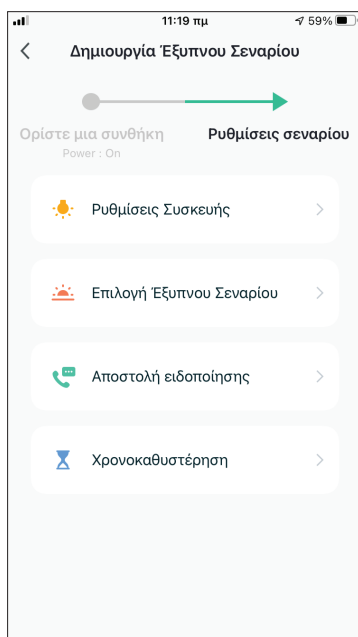 11:19 πμ
59%
Δημιουργία Έξυπνου Σεναρίου
Ορίστε μια συνθήκη
Ρυθμίσεις σεναρίου
Power : On
Ρυθμίσεις Συσκευής
Επιλογή Έξυπνου Σεναρίου
Αποστολή ειδοποίησης
Χρονοκαθυστέρηση